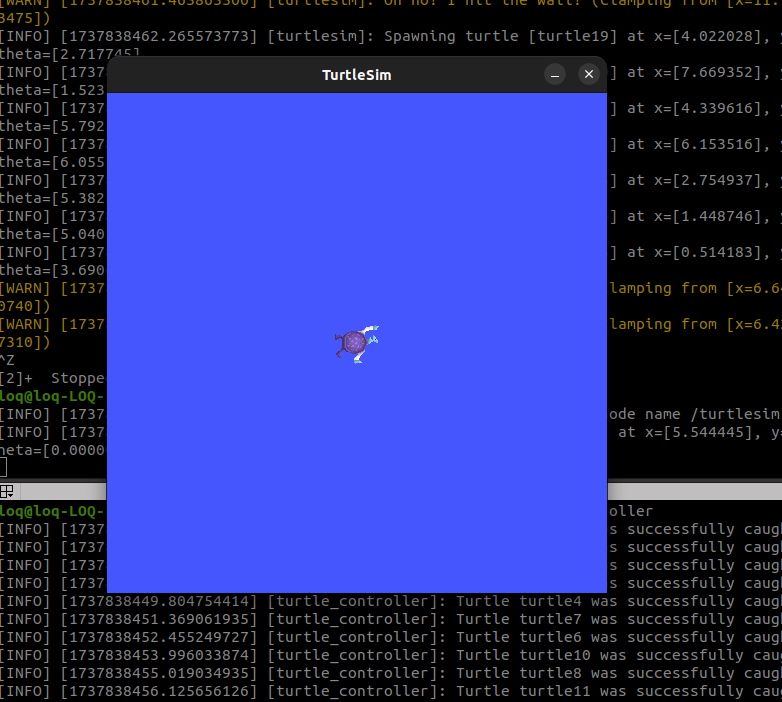 [WARN] [1737838461.463863300] [turtlesim]: Oh no! I hit the wall! (Clamping from [x=11.
3475])
[INFO] [1737838462.265573773] [turtlesim]: Spawning turtle [turtle19] at x=[4.022028], y
theta=[2.717745]
[INFO] [1737 ] at x=[7.669352], y
theta=[1.523
[INFO] [1737 ] at x=[4.339616], y
theta=[5.792
[INFO] [1737 ] at x=[6.153516], y
theta=[6.055
[INFO] [1737 ] at x=[2.754937], y
theta=[5.382
[INFO] [1737 ] at x=[1.448746], y
theta=[5.040
[INFO] [1737 ] at x=[0.514183], y
theta=[3.690
[WARN] [1737 lamping from [x=6.64
0740])
[WARN] [1737 lamping from [x=6.43
7310])
^Z
[2]+ Stoppe
loq@loq-LOQ-
[INFO] [1737 ode name /turtlesim
[INFO] [1737 at x=[5.544445], y=
heta=[0.0000
TurtleSim
loq@loq-LOQ- oller
[INFO] [1737 s successfully caug
[INFO] [1737 s successfully caug
[INFO] [1737 s successfully caug
[INFO] [1737 s successfully caug
[INFO] [1737838449.804754414] [turtle_controller]: Turtle turtle4 was successfully caug
[INFO] [1737838451.369061935] [turtle_controller]: Turtle turtle7 was successfully caug
[INFO] [1737838452.455249727] [turtle_controller]: Turtle turtle6 was successfully caug
[INFO] [1737838453.996033874] [turtle_controller]: Turtle turtle10 was successfully cau
[INFO] [1737838455.019034935] [turtle_controller]: Turtle turtle8 was successfully caug
[INFO] [1737838456.125656126] [turtle_controller]: Turtle turtle11 was successfully cau